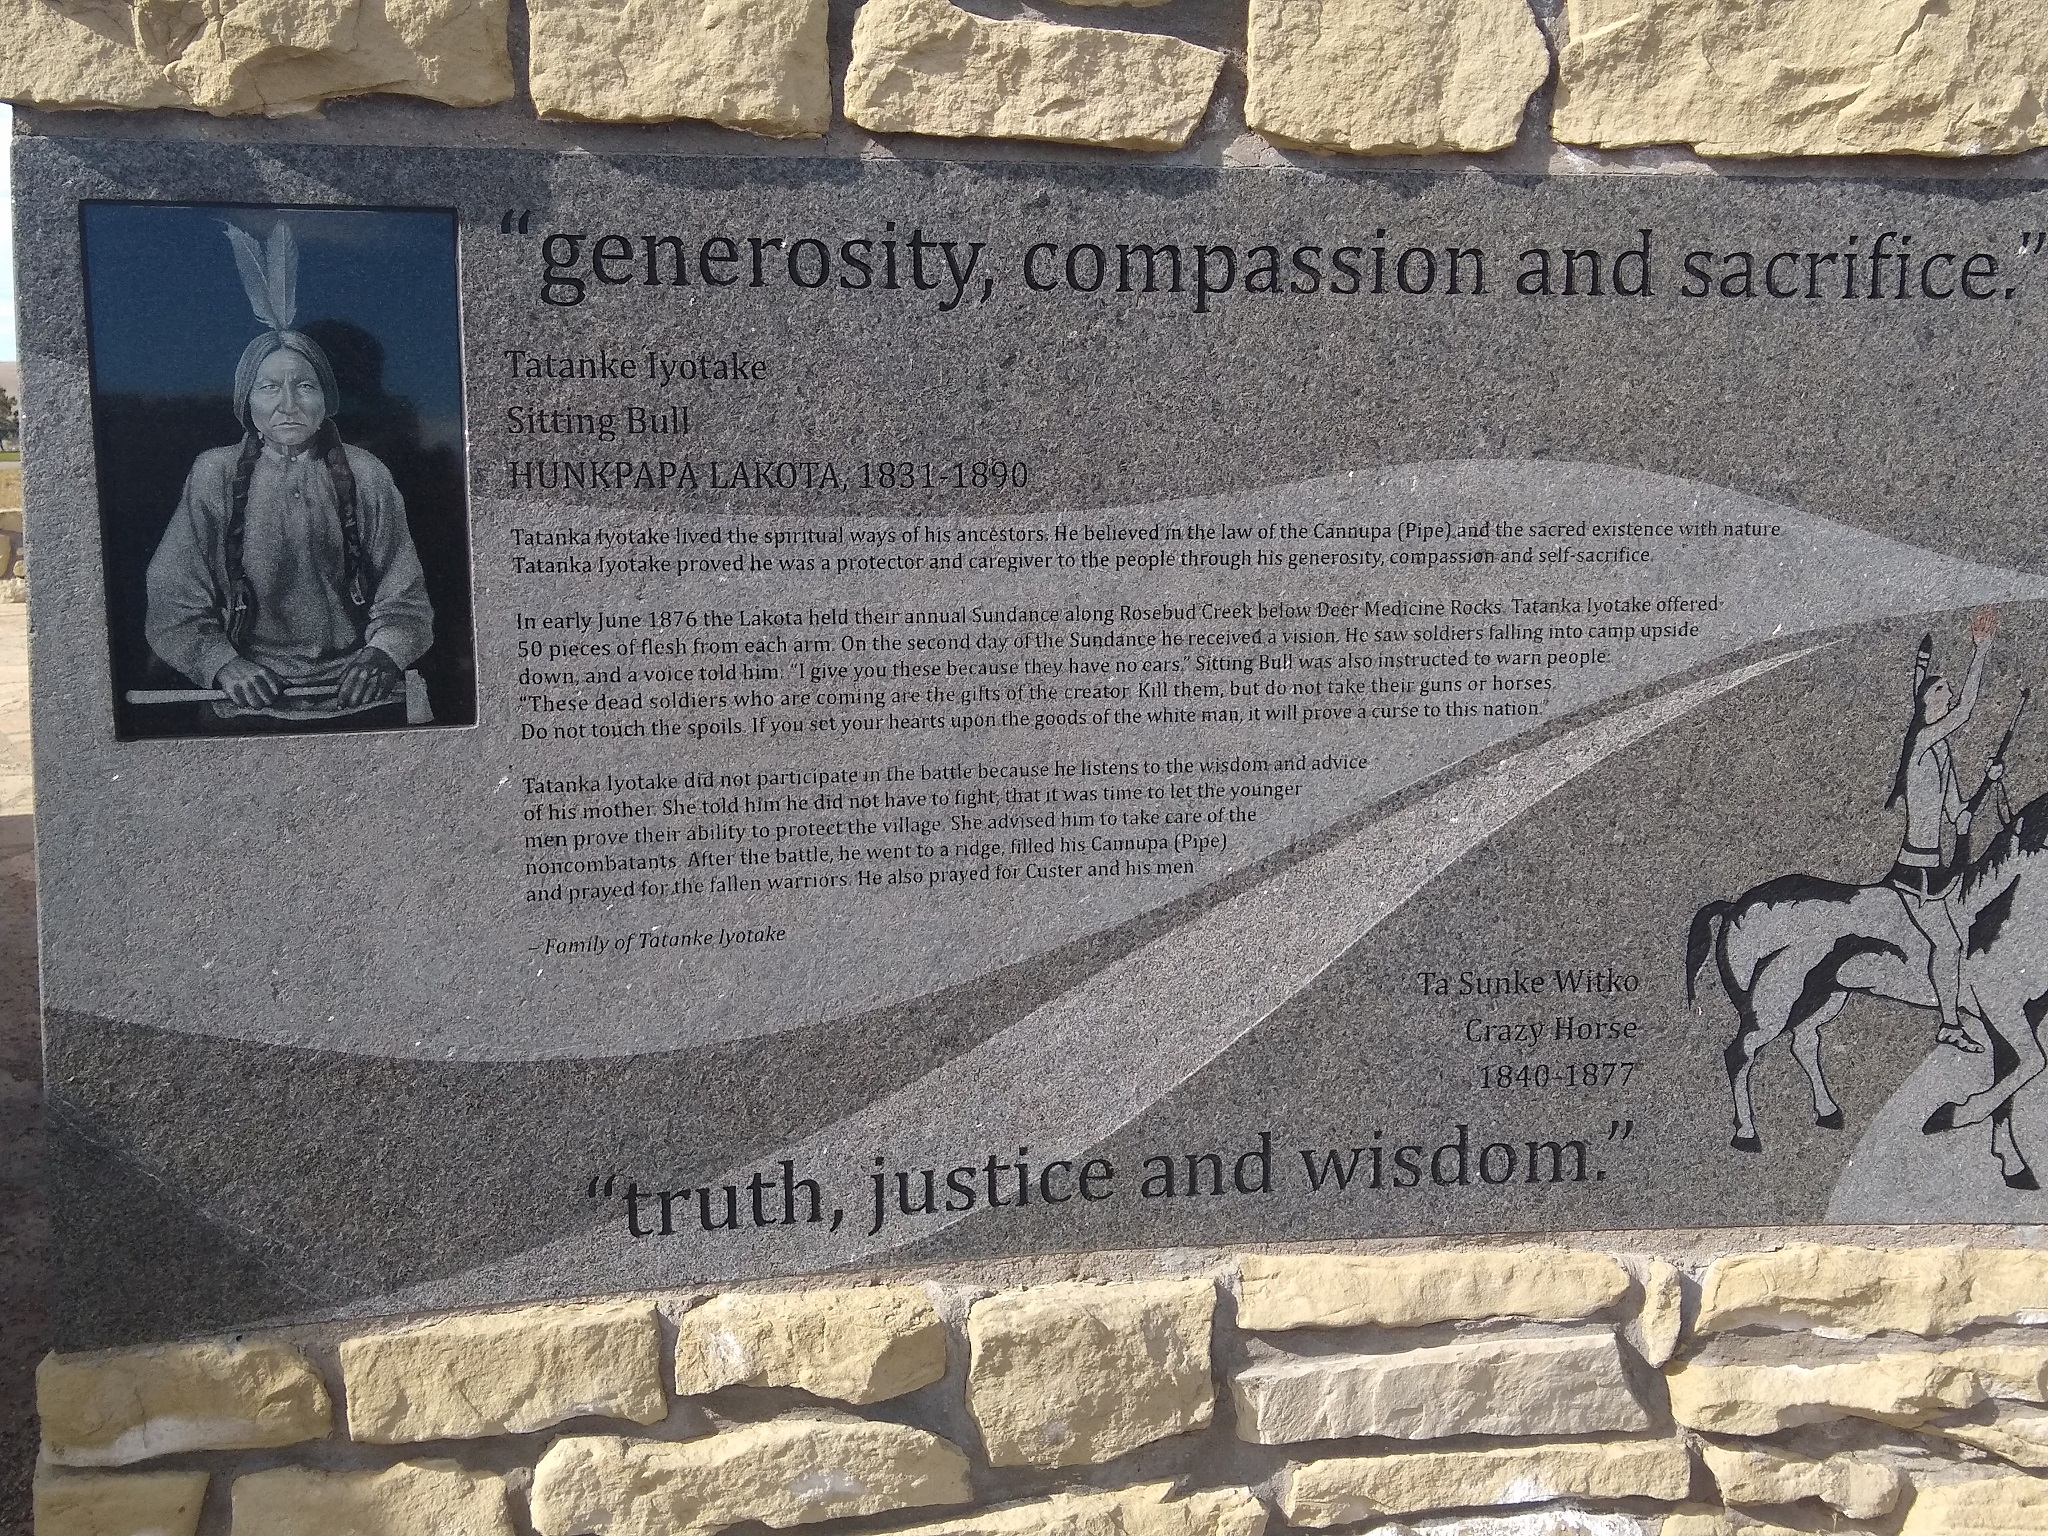 “generosity, compassion and sacrifice.”
Tatanke Iyotake
Sitting Bull
HUNKPAPA LAKOTA, 1831-1890
Tatanka Iyotake lived the spiritual ways of his ancestors. He believed in the law of the Cannupa (Pipe) and the sacred existence with nature
Tatanka Iyotake proved he was a protector and caregiver to the people through his generosity, compassion and self-sacrifice.
In early June 1876 the Lakota held their annual Sundance along Rosebud Creek below Deer Medicine Rocks. Tatanka Iyotake offered
50 pieces of flesh from each arm. On the second day of the Sundance he received a vision. He saw soldiers falling into camp upside
down, and a voice told him: “I give you these because they have no ears.” Sitting Bull was also instructed to warn people:
“These dead soldiers who are coming are the gifts of the creator. Kill them, but do not take their guns or horses.
Do not touch the spoils. If you set your hearts upon the goods of the white man, it will prove a curse to this nation.”
Tatanka Iyotake did not participate in the battle because he listens to the wisdom and advice
of his mother. She told him he did not have to fight; that it was time to let the younger
men prove their ability to protect the village. She advised him to take care of the
noncombatants. After the battle, he went to a ridge, filled his Cannupa (Pipe)
and prayed for the fallen warriors. He also prayed for Custer and his men
– Family of Tatanke Iyotake
Ta Sunke Witko
Crazy Horse
1840-1877
“truth, justice and wisdom.”